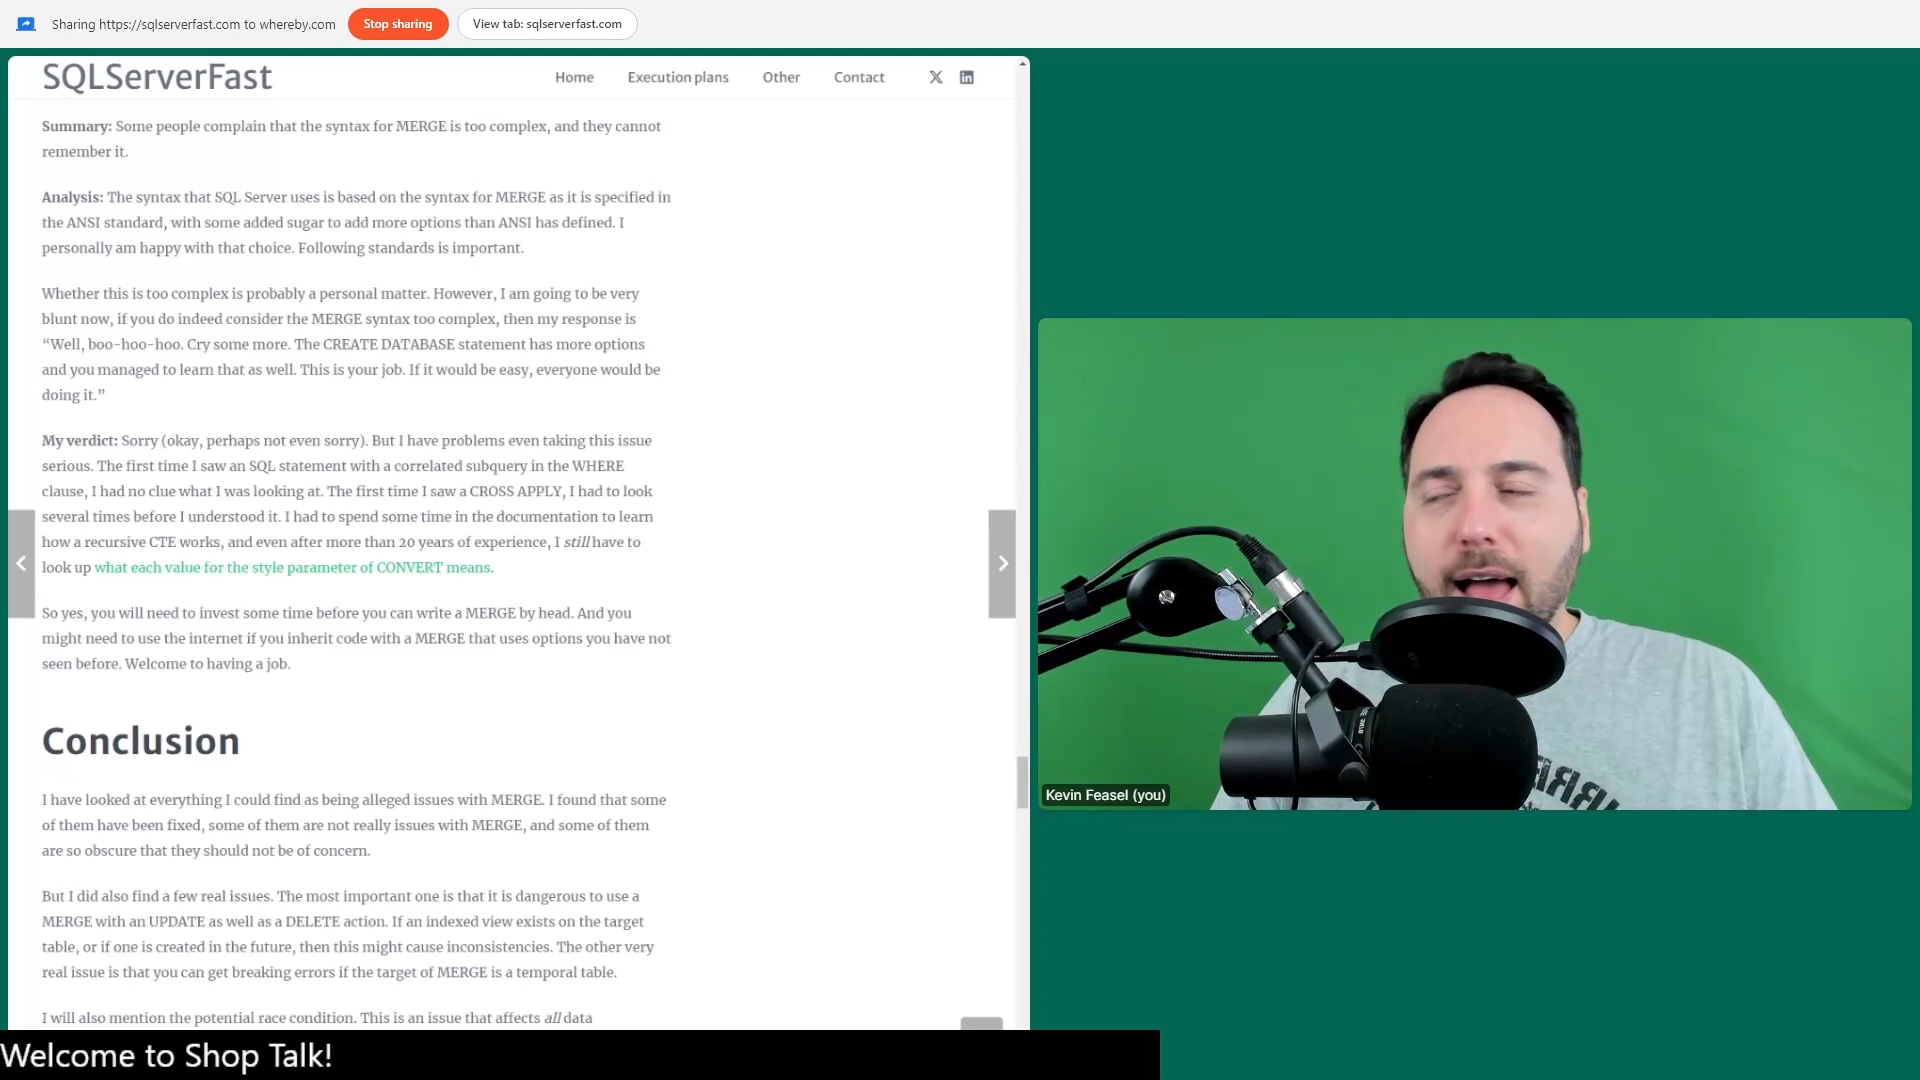 Sharing https://sqlserverfast.com to whereby.com
Stop sharing
View tab: sqlserverfast.com
SQLServerFast
Home
Execution plans
Other
Contact
Summary: Some people complain that the syntax for MERGE is too complex, and they cannot
remember it.
Analysis: The syntax that SQL Server uses is based on the syntax for MERGE as it is specified in
the ANSI standard, with some added sugar to add more options than ANSI has defined. I
personally am happy with that choice. Following standards is important.
Whether this is too complex is probably a personal matter. However, I am going to be very
blunt now, if you do indeed consider the MERGE syntax too complex, then my response is
“Well, boo-hoo-hoo. Cry some more. The CREATE DATABASE statement has more options
and you managed to learn that as well. This is your job. If it would be easy, everyone would be
doing it.”
My verdict: Sorry (okay, perhaps not even sorry). But I have problems even taking this issue
serious. The first time I saw an SQL statement with a correlated subquery in the WHERE
clause, I had no clue what I was looking at. The first time I saw a CROSS APPLY, I had to look
several times before I understood it. I had to spend some time in the documentation to learn
how a recursive CTE works, and even after more than 20 years of experience, I still have to
look up what each value for the style parameter of CONVERT means.
So yes, you will need to invest some time before you can write a MERGE by head. And you
might need to use the internet if you inherit code with a MERGE that uses options you have not
seen before. Welcome to having a job.
Conclusion
I have looked at everything I could find as being alleged issues with MERGE. I found that some
of them have been fixed, some of them are not really issues with MERGE, and some of them
are so obscure that they should not be of concern.
But I did also find a few real issues. The most important one is that it is dangerous to use a
MERGE with an UPDATE as well as a DELETE action. If an indexed view exists on the target
table, or if one is created in the future, then this might cause inconsistencies. The other very
real issue is that you can get breaking errors if the target of MERGE is a temporal table.
I will also mention the potential race condition. This is an issue that affects all data
Kevin Feasel (you)
Welcome to Shop Talk!